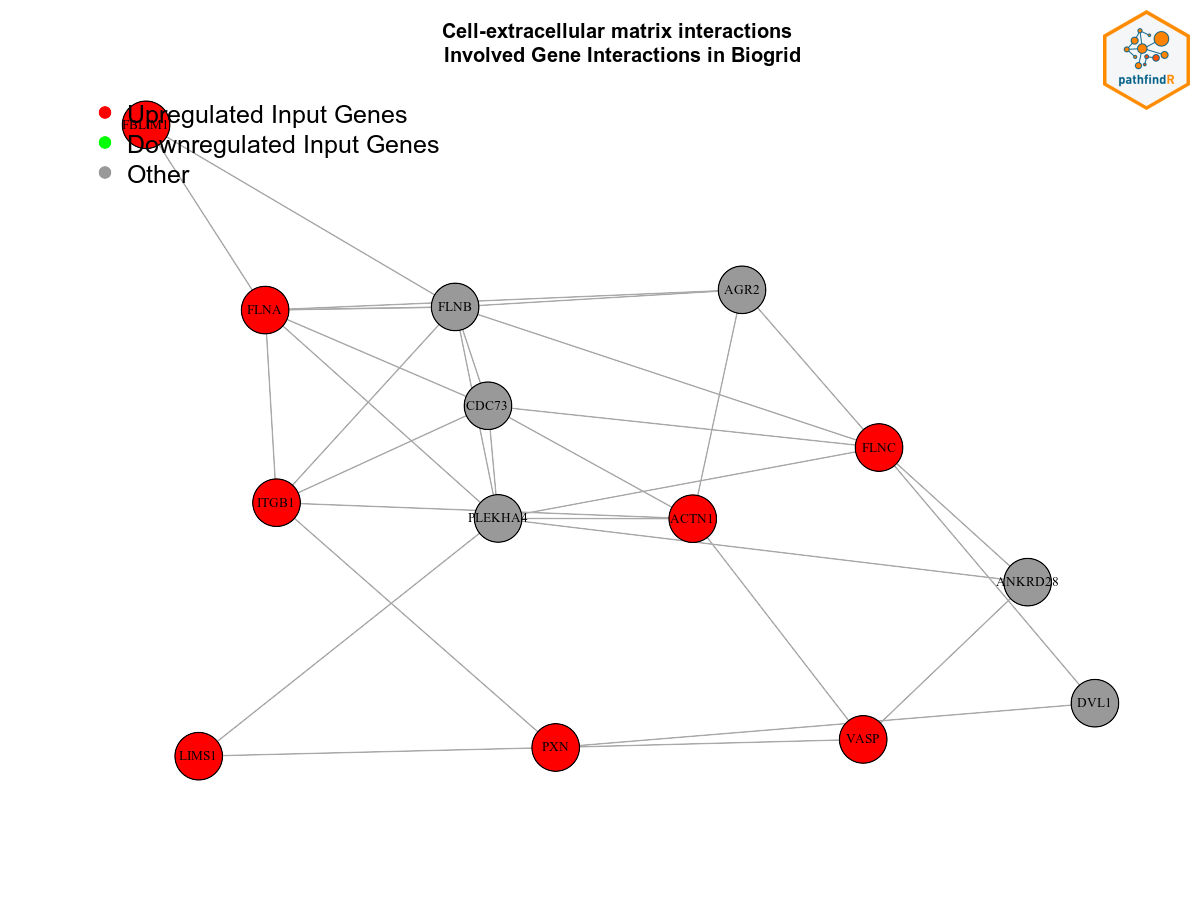 Cell-extracellular matrix interactions
Involved Gene Interactions in Biogrid
pathfindR
Upregulated Input Genes
FBLIM1
Downregulated Input Genes
Other
AGR2
FLNA
FLNB
CDC73
FLNC
ITGB1
PLEKHA4
ACTN1
ANKRD28
DVL1
LIMS1
PXN
VASP